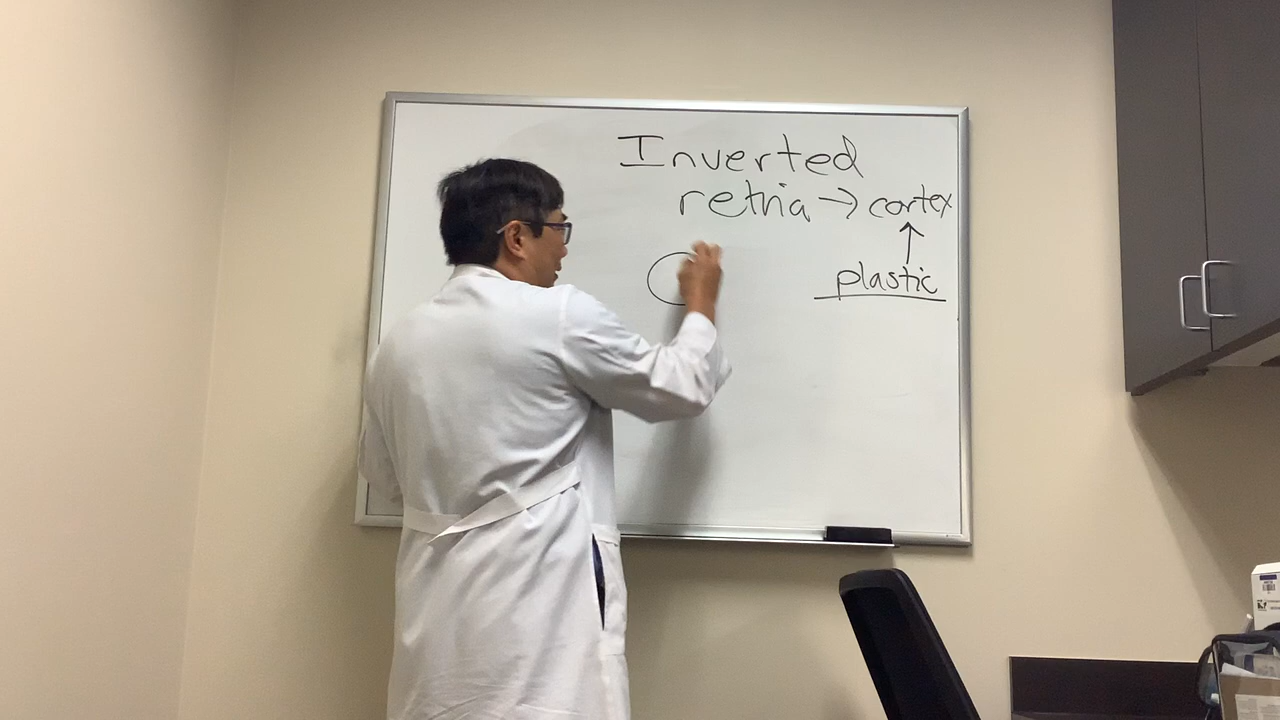 Inverted
retina → cortex
↑
plastic